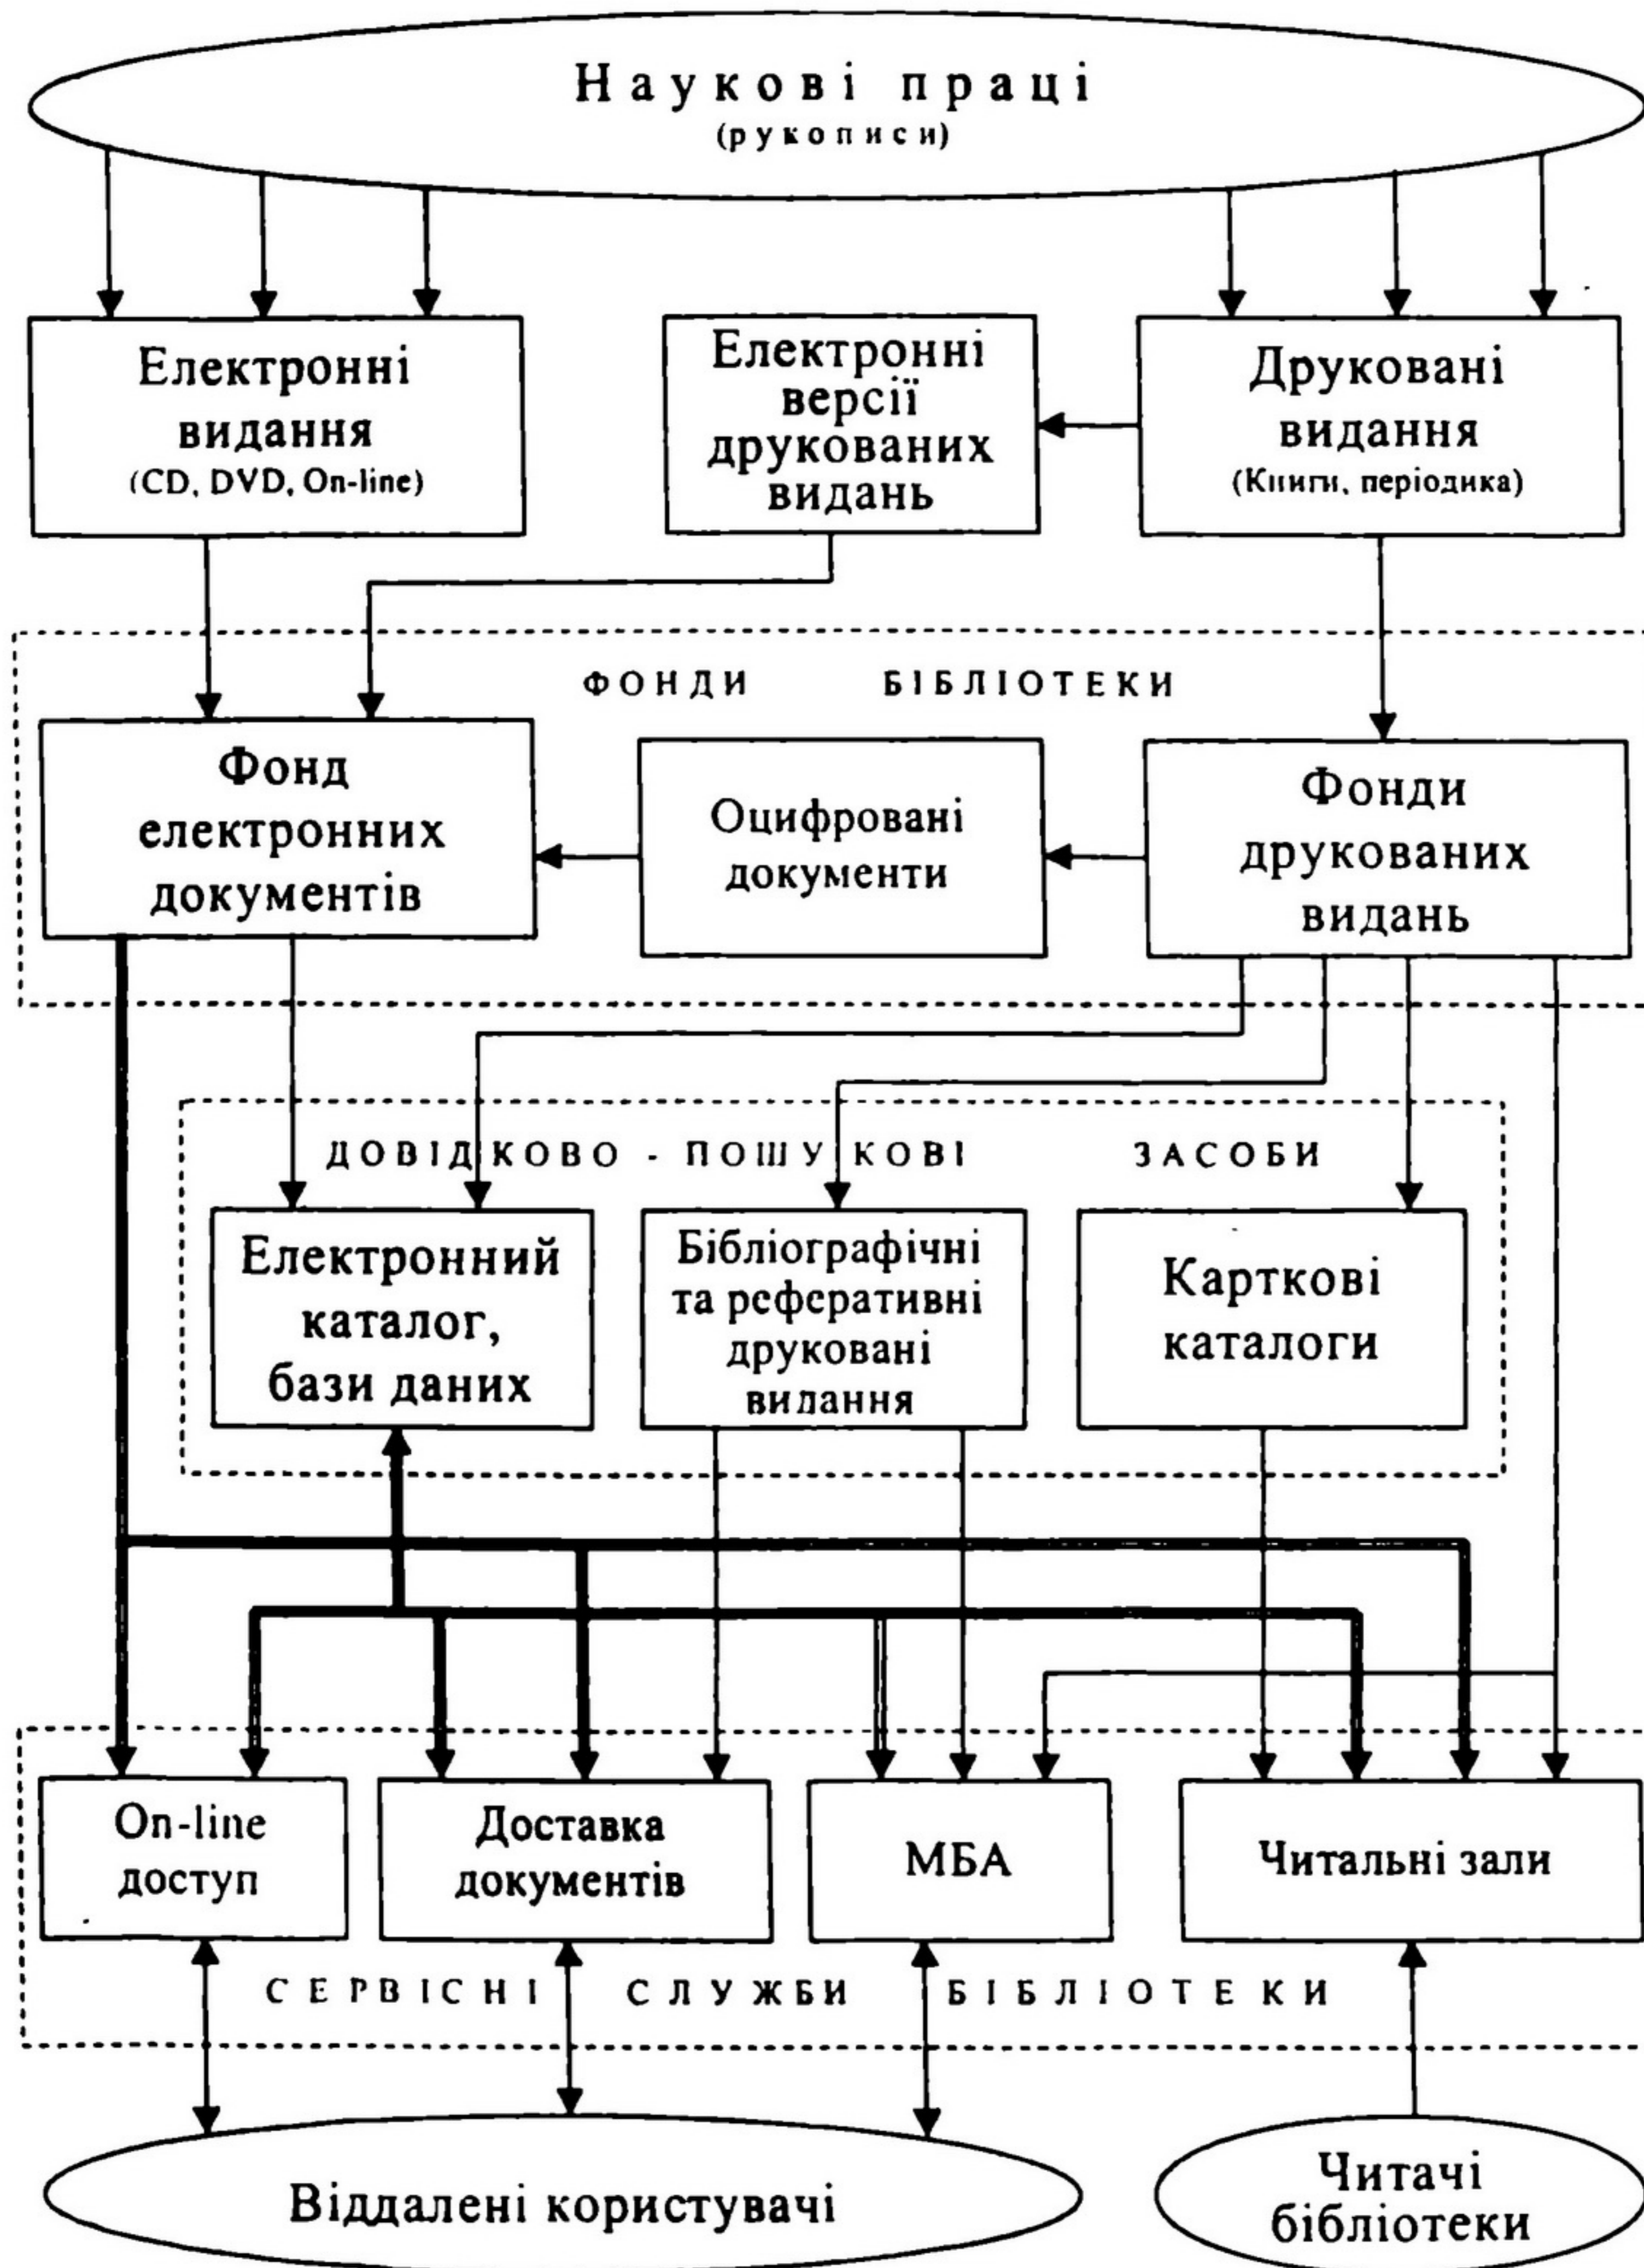 Наукові праці
(рукописи)
Електронні
видання
(CD, DVD, On-line)
Електронні
версії
друкованих
видань
Друковані
видання
(Книги, періодика)
ФОНДИ БІБЛІОТЕКИ
Фонд
електронних
документів
Оцифровані
документи
Фонди
друкованих
видань
ДОВІДКОВО - ПОШУКОВІ ЗАСОБИ
Електронний
каталог,
бази даних
Бібліографічні
та реферативні
друковані
видання
Карткові
каталоги
On-line
доступ
Доставка
документів
МБА
Читальні зали
СЕРВІСНІ СЛУЖБИ БІБЛІОТЕКИ
Віддалені користувачі
Читачі
бібліотеки